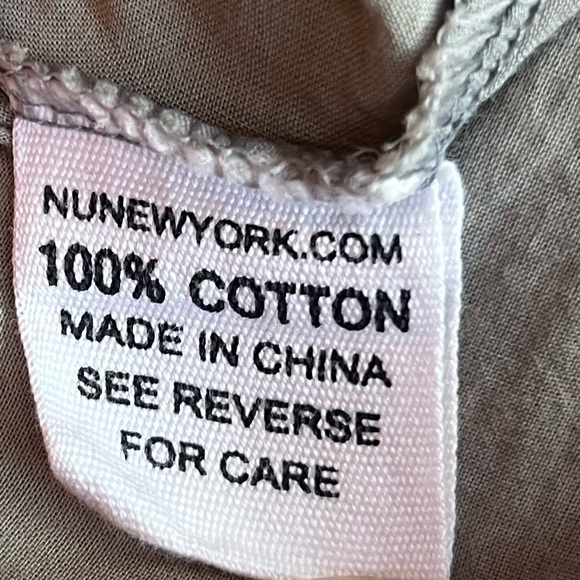 NUNEWYORK.COM
100% COTTON
MADE IN CHINA
SEE REVERSE
FOR CARE